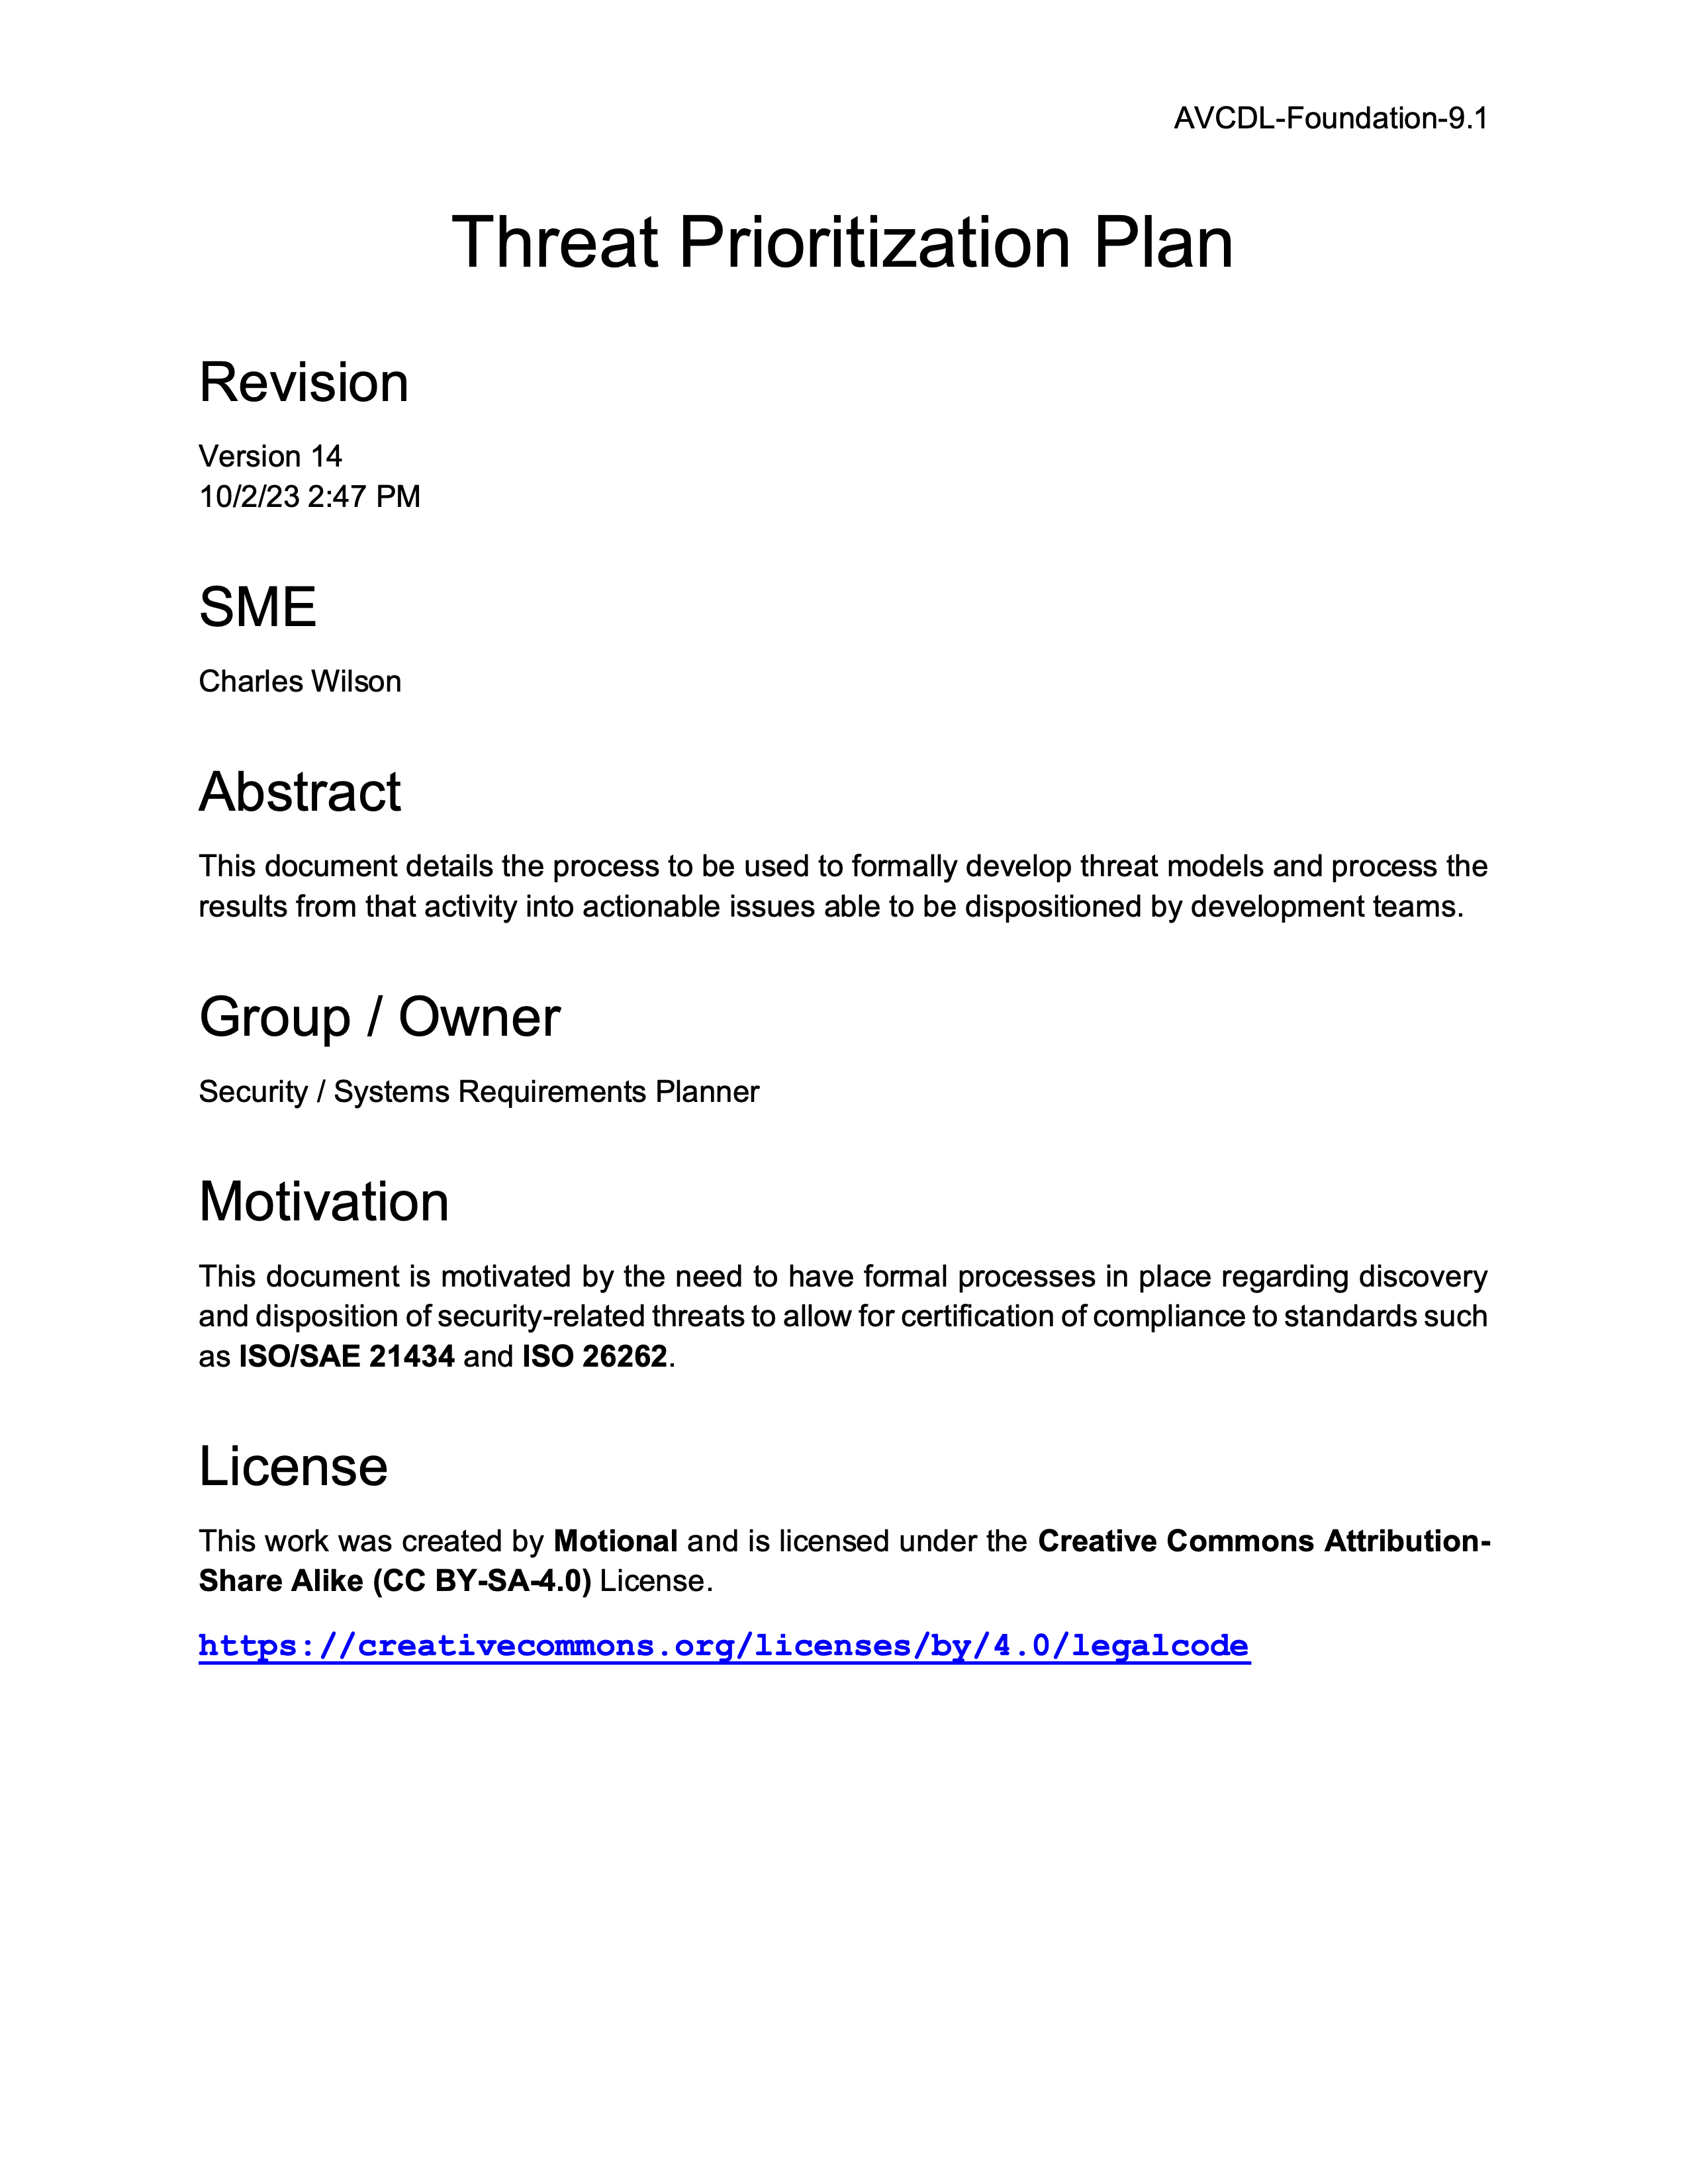 AVCDL-Foundation-9.1
Threat Prioritization Plan
Revision
Version 14
10/2/23 2:47 PM
SME
Charles Wilson
Abstract
This document details the process to be used to formally develop threat models and process the
results from that activity into actionable issues able to be dispositioned by development teams.
Group / Owner
Security / Systems Requirements Planner
Motivation
This document is motivated by the need to have formal processes in place regarding discovery
and disposition of security-related threats to allow for certification of compliance to standards such
as ISO/SAE 21434 and ISO 26262.
License
This work was created by Motional and is licensed under the Creative Commons Attribution-
Share Alike (CC BY-SA-4.0) License.
https://creativecommons.org/licenses/by/4.0/legalcode